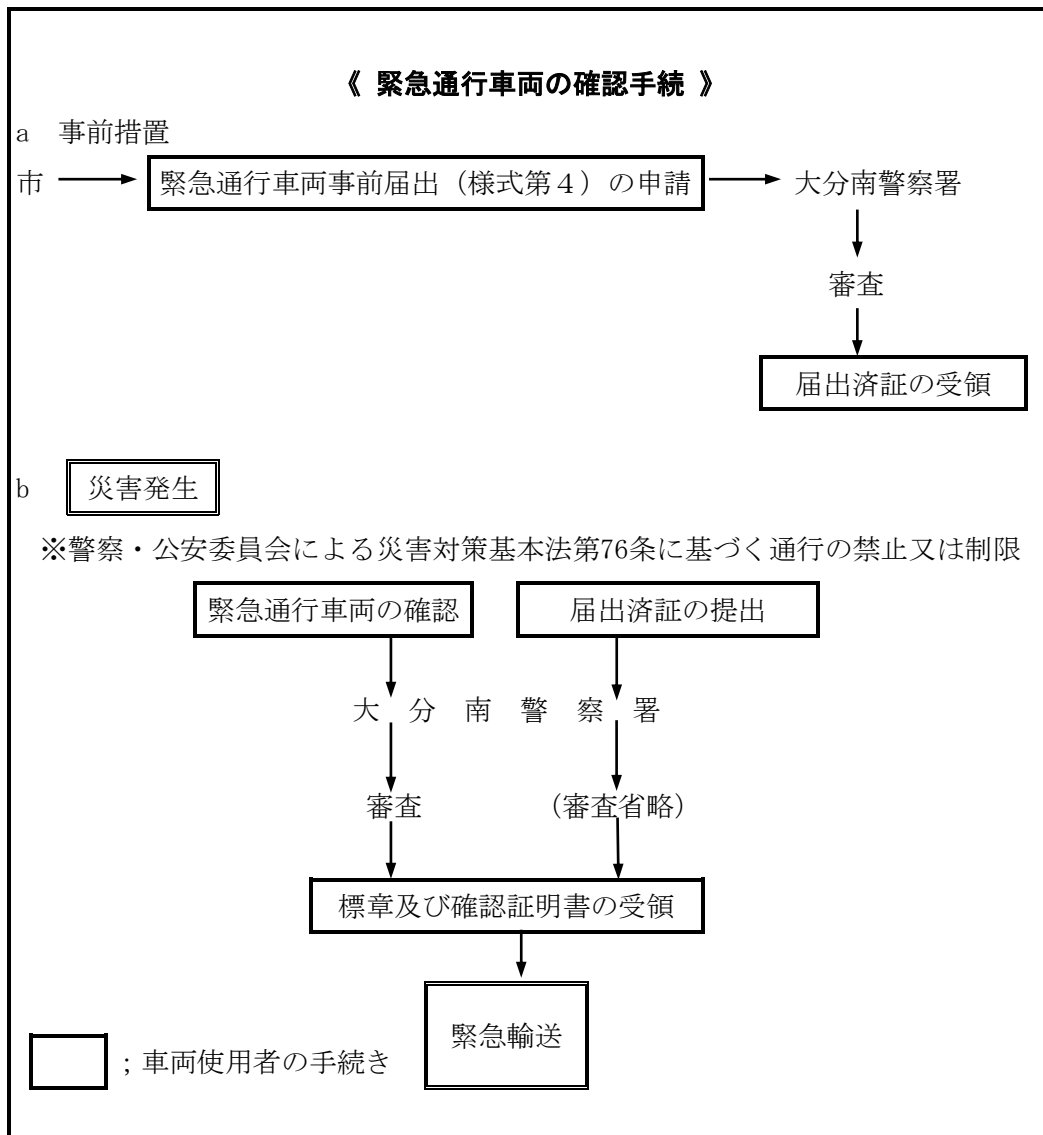 《 緊急通行車両の確認手続 》
a 事前措置
市 緊急通行車両事前届出（様式第４）の申請 大分南警察署
審査
届出済証の受領
b 災害発生
※警察・公安委員会による災害対策基本法第76条に基づく通行の禁止又は制限
緊急通行車両の確認 届出済証の提出
大 分 南 警 察 署
審査 （審査省略）
標章及び確認証明書の受領
緊急輸送
；車両使用者の手続き